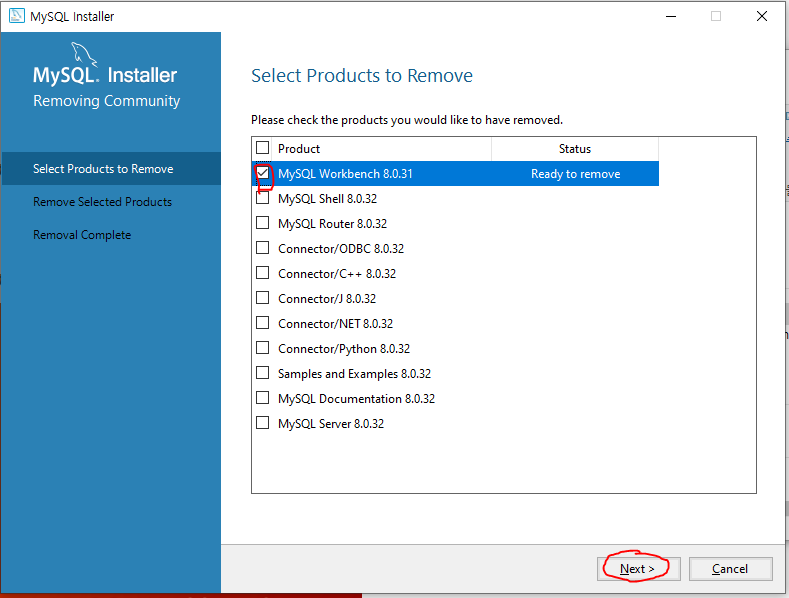 MySQL Installer
MySQL. Installer
Removing Community
Select Products to Remove
Remove Selected Products
Removal Complete
Select Products to Remove
Please check the products you would like to have removed.
Product Status
MySQL Workbench 8.0.31 Ready to remove
MySQL Shell 8.0.32
MySQL Router 8.0.32
Connector/ODBC 8.0.32
Connector/C++ 8.0.32
Connector/J 8.0.32
Connector/NET 8.0.32
Connector/Python 8.0.32
Samples and Examples 8.0.32
MySQL Documentation 8.0.32
MySQL Server 8.0.32
Next > Cancel